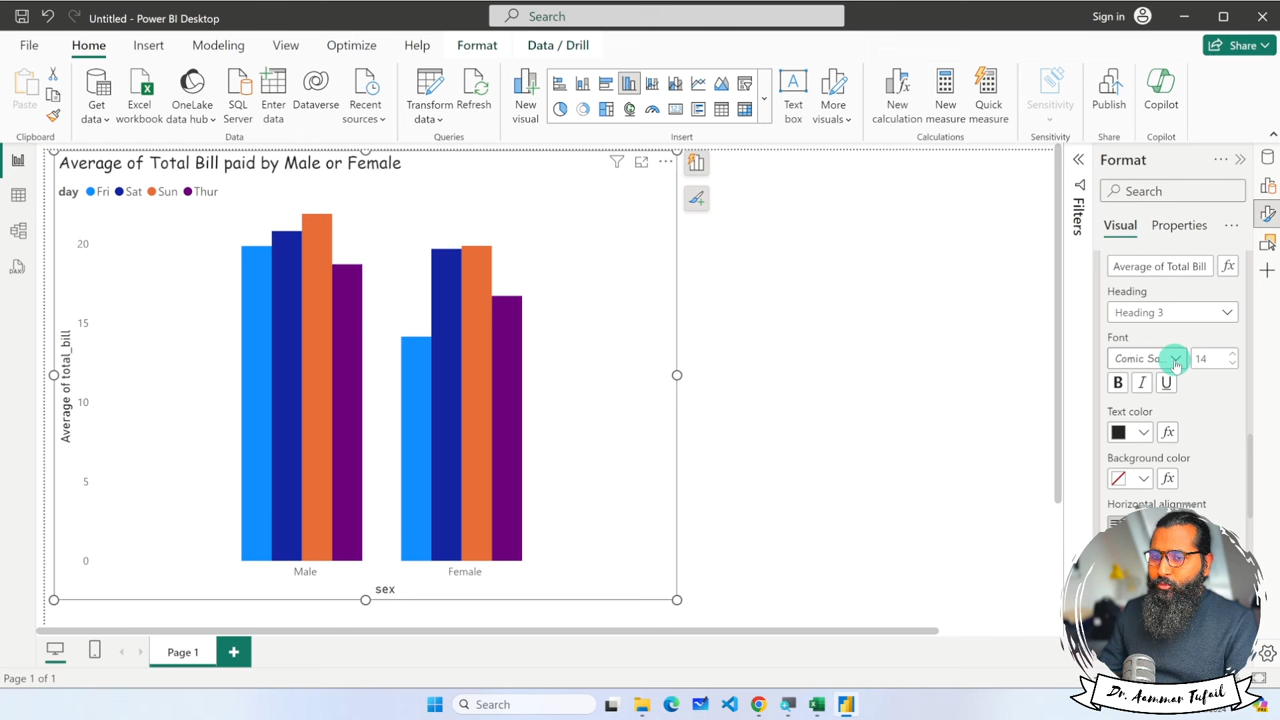 Untitled - Power BI Desktop
Search
Sign in
File
Home
Insert
Modeling
View
Optimize
Help
Format
Data / Drill
Share
Paste
Get data
Excel workbook
OneLake data hub
SQL Server
Enter data
Dataverse
Recent sources
Transform data
Refresh
New visual
Text box
More visuals
New calculation
New measure
Quick measure
Sensitivity
Publish
Copilot
Clipboard
Data
Queries
Insert
Calculations
Sensitivity
Share
Copilot
Average of Total Bill paid by Male or Female
day
Fri
Sat
Sun
Thur
20
15
10
5
0
Average of total_bill
Male
Female
sex
Filters
Format
Search
Visual
Properties
Average of Total Bill
fx
Heading
Heading 3
Font
Comic Sa...
14
B
I
U
Text color
fx
Background color
fx
Horizontal alignment
DAX
Page 1
Page 1 of 1
Search
Dr. Aammar Tufail